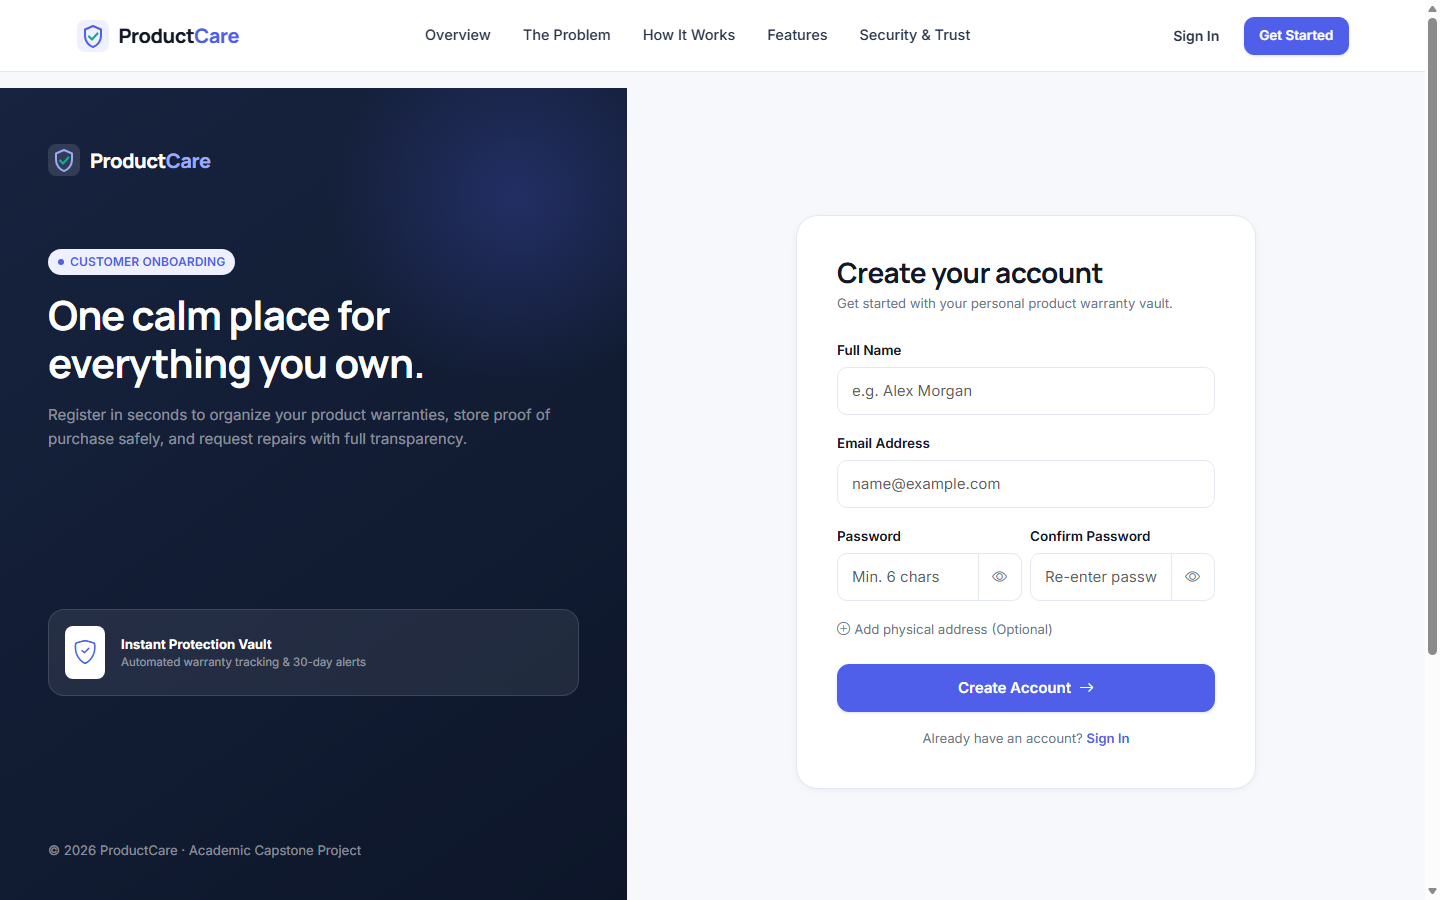 ProductCare
Overview
The Problem
How It Works
Features
Security & Trust
Sign In
Get Started
ProductCare
CUSTOMER ONBOARDING
One calm place for
everything you own.
Register in seconds to organize your product warranties, store proof of
purchase safely, and request repairs with full transparency.
Instant Protection Vault
Automated warranty tracking & 30-day alerts
© 2026 ProductCare · Academic Capstone Project
Create your account
Get started with your personal product warranty vault.
Full Name
e.g. Alex Morgan
Email Address
name@example.com
Password
Confirm Password
Min. 6 chars
Re-enter passw
Add physical address (Optional)
Create Account →
Already have an account? Sign In